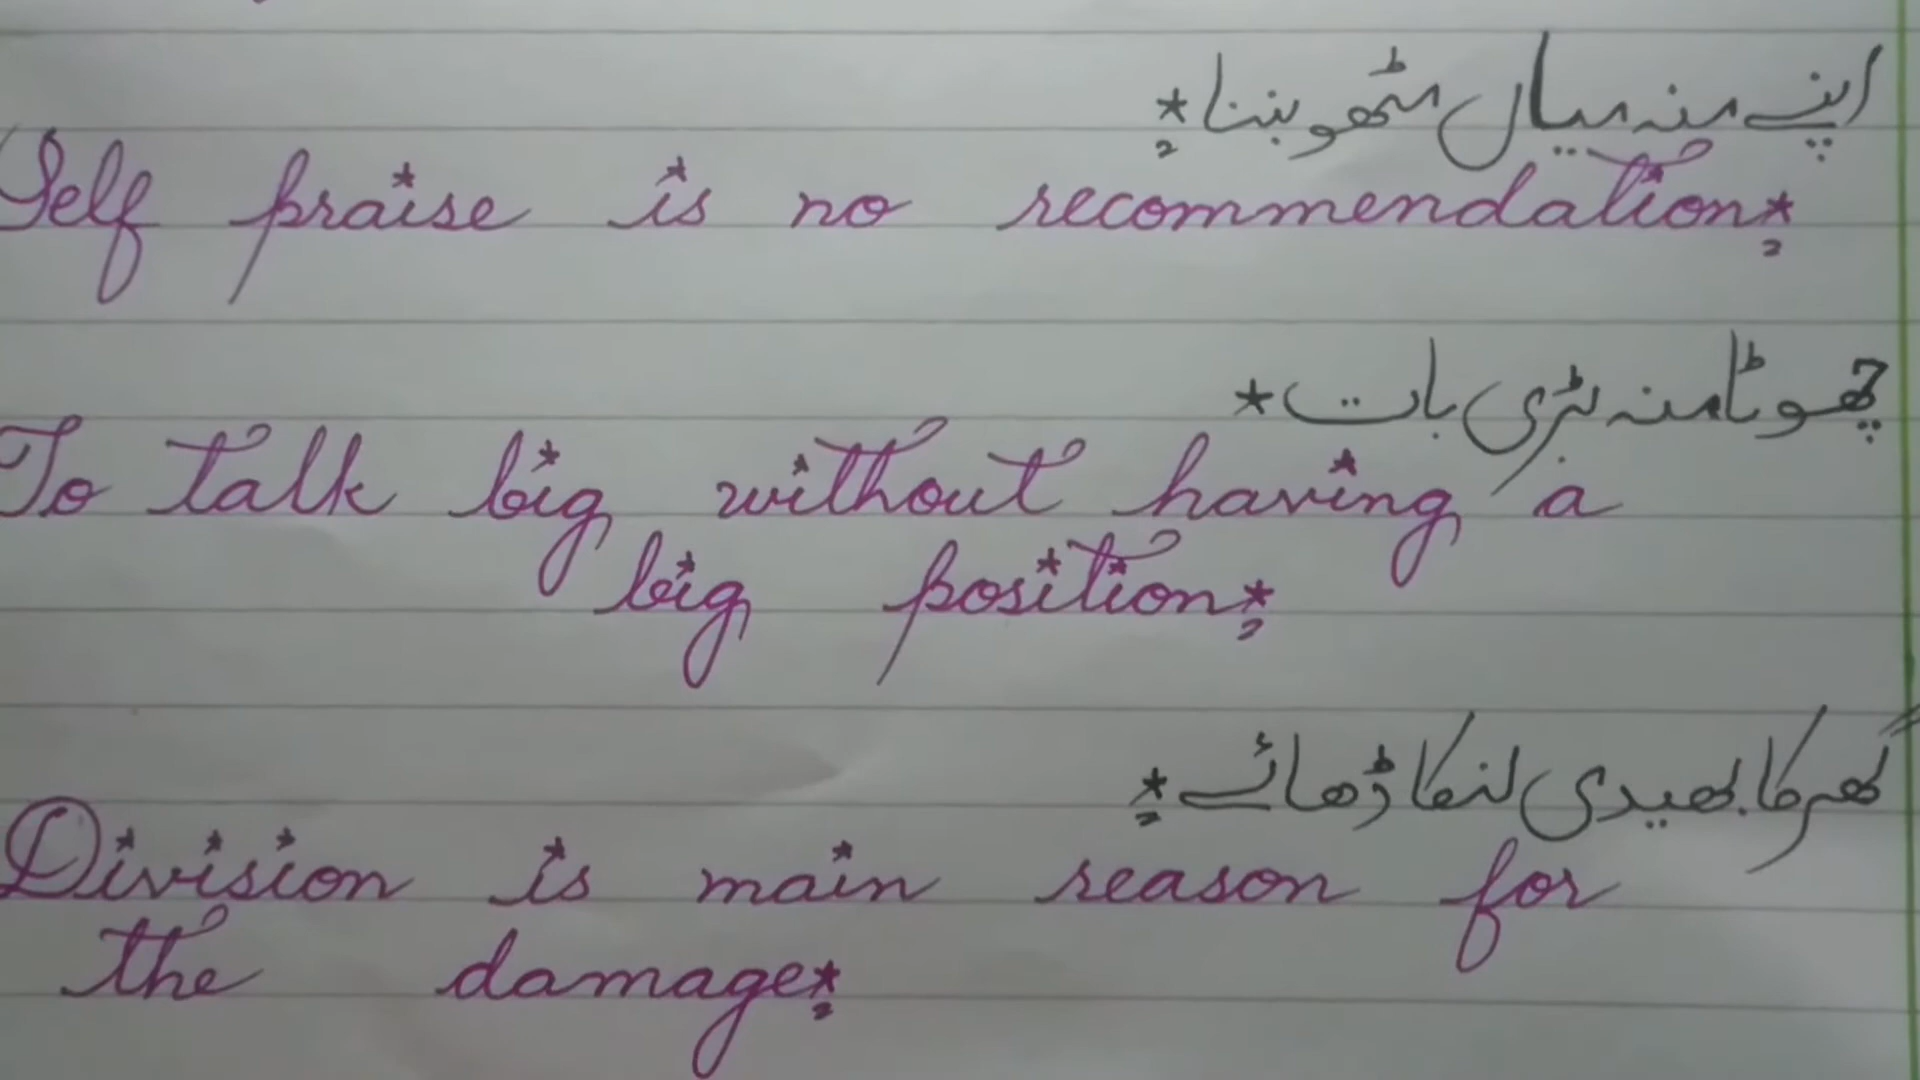 اپنے منہ میاں مٹھو بننا
Self praise is no recommendation
چھوٹا منہ بڑی بات
To talk big without having a
big position
گھر کا بھیدی لنکا ڈھائے
Division is main reason for
the damage